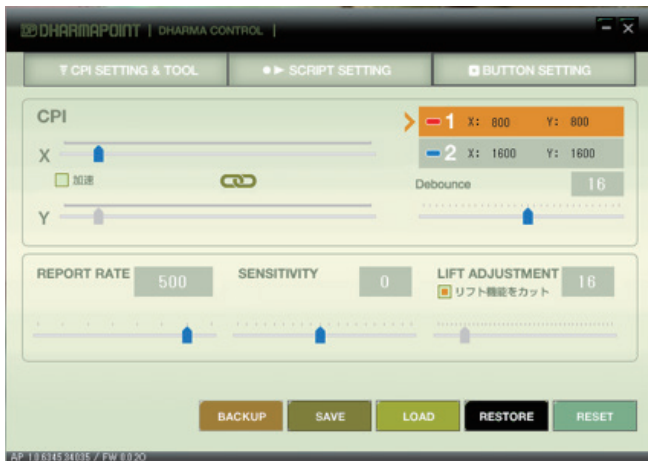 DHARMAPOINT | DHARMA CONTROL |
CPI SETTING & TOOL
SCRIPT SETTING
BUTTON SETTING
CPI
X
加速
Y
1 X: 800 Y: 800
2 X: 1600 Y: 1600
Debounce 16
REPORT RATE 500
SENSITIVITY 0
LIFT ADJUSTMENT 16
リフト機能をカット
BACKUP
SAVE
LOAD
RESTORE
RESET